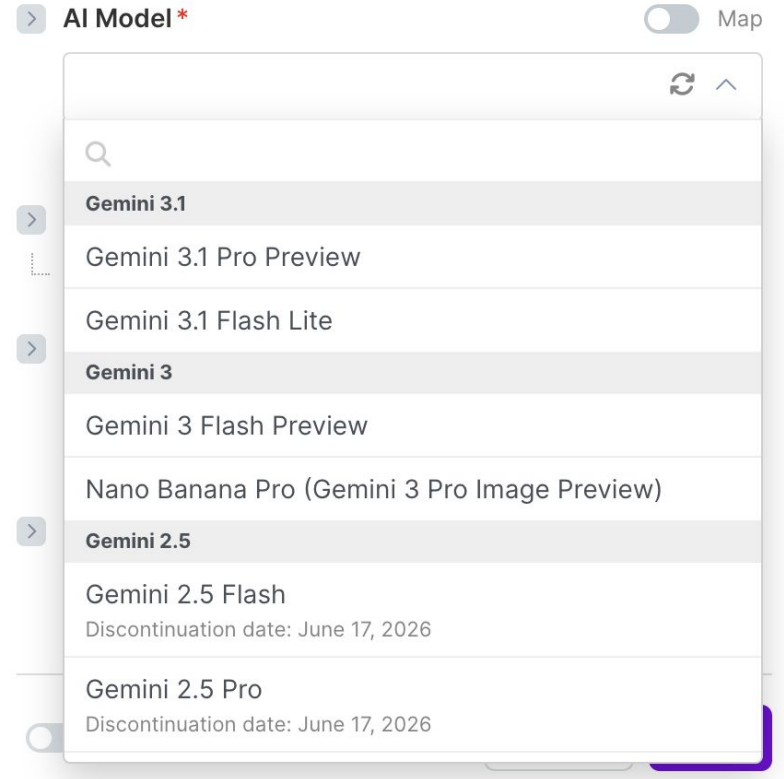 AI Model*
Map
Gemini 3.1
Gemini 3.1 Pro Preview
Gemini 3.1 Flash Lite
Gemini 3
Gemini 3 Flash Preview
Nano Banana Pro (Gemini 3 Pro Image Preview)
Gemini 2.5
Gemini 2.5 Flash
Discontinuation date: June 17, 2026
Gemini 2.5 Pro
Discontinuation date: June 17, 2026